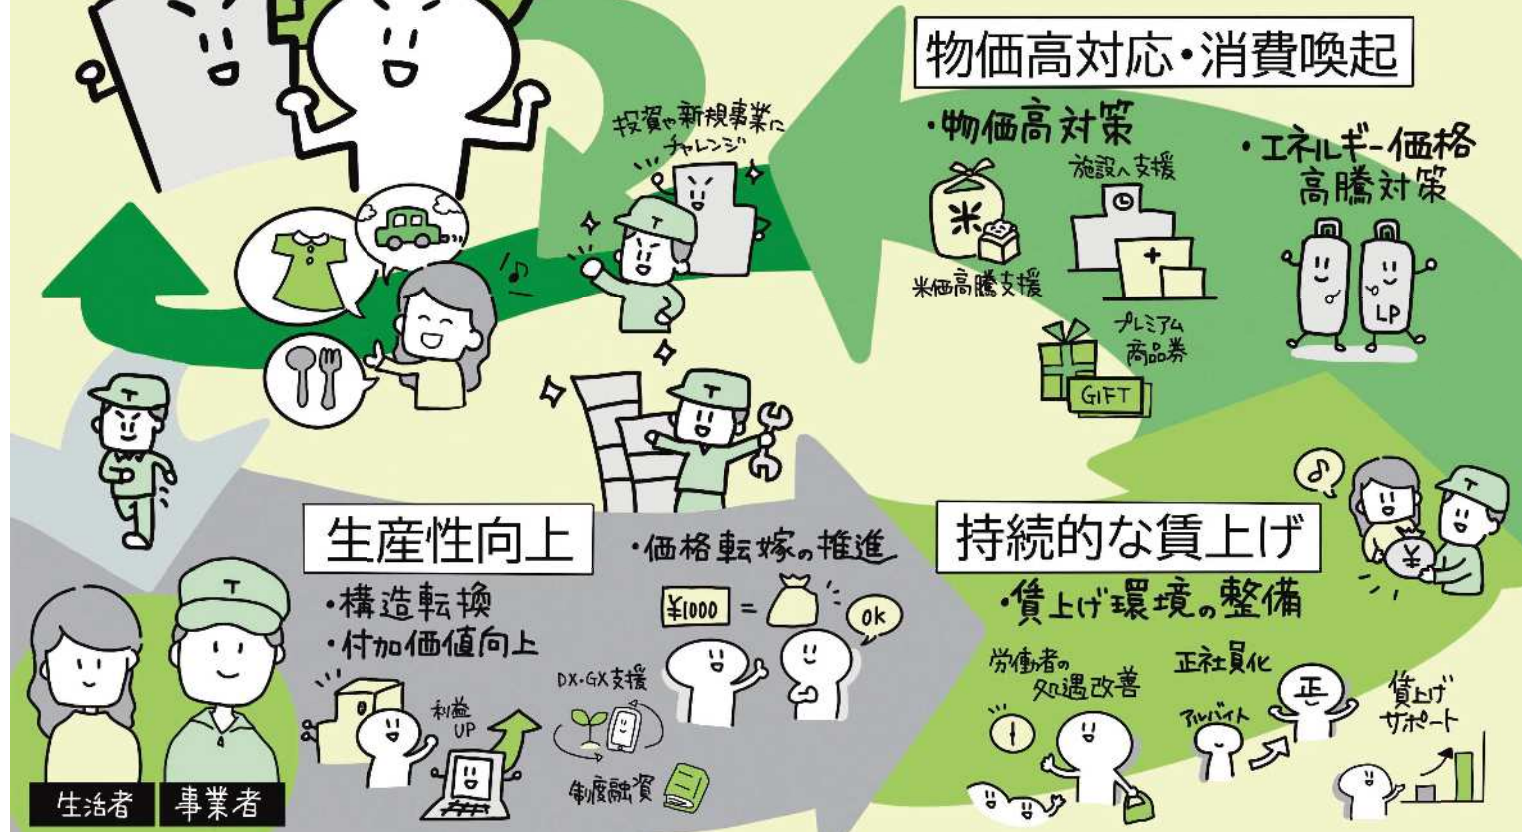 物価高対応・消費喚起
・物価高対策
米価高騰支援
施設へ支援
プレミアム
商品券
GIFT
・エネルギー価格
高騰対策
LP
投資や新規事業に
チャレンジ
T
T
T
生産性向上
・構造転換
・付加価値向上
利益
UP
DX・GX支援
制度融資
・価格転嫁の推進
¥1000
=
OK
持続的な賃上げ
・賃上げ環境の整備
労働者の
処遇改善
正社員化
アルバイト
正
賃上げ
サポート
¥
T
T
生活者
事業者